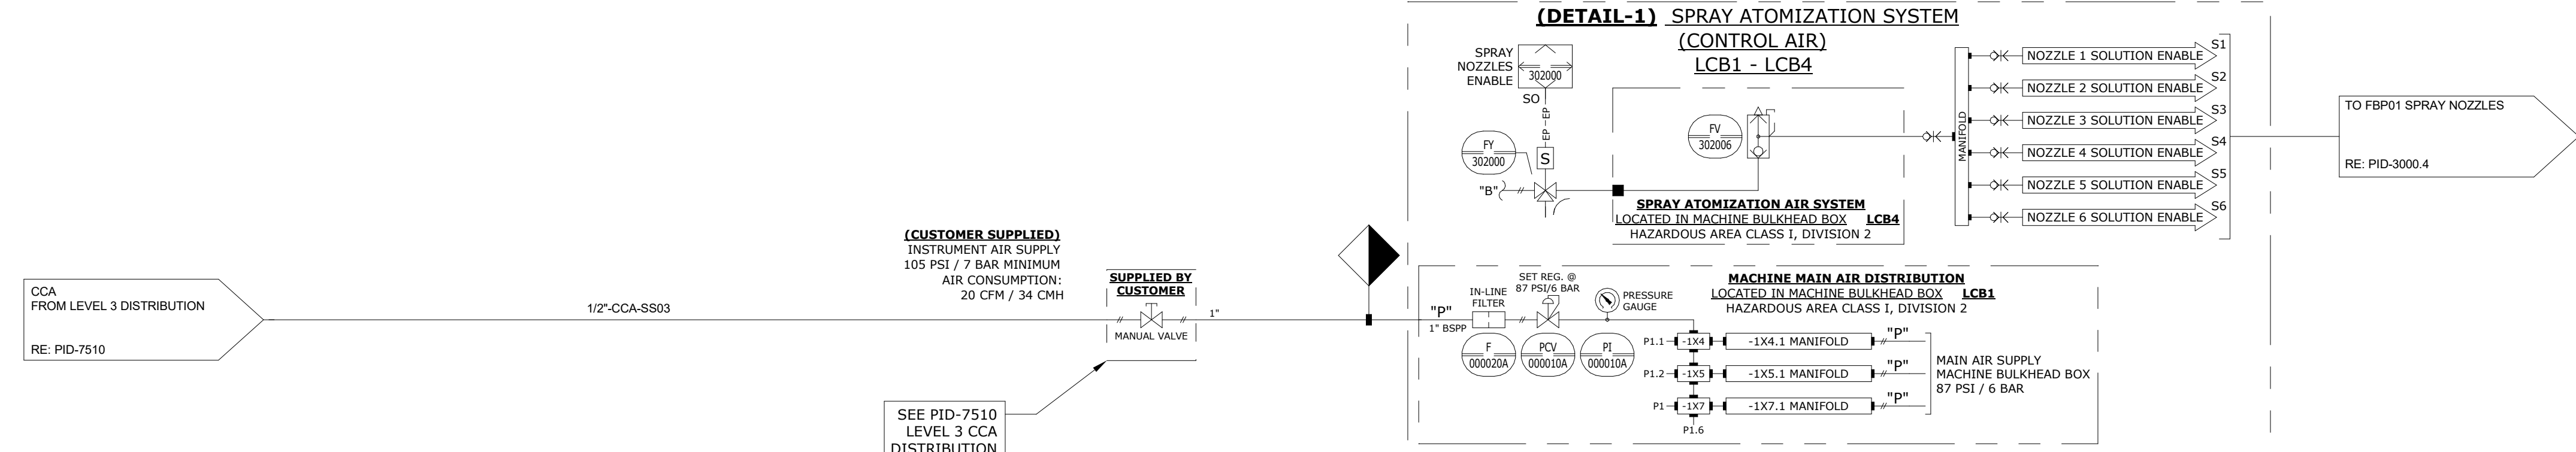 (DETAIL-1) SPRAY ATOMIZATION SYSTEM
(CONTROL AIR)
LCB1 - LCB4
SPRAY
NOZZLES
ENABLE
302000
SO
EP
EP
FY
302000
S
"B"
FV
302006
SPRAY ATOMIZATION AIR SYSTEM
LOCATED IN MACHINE BULKHEAD BOX LCB4
HAZARDOUS AREA CLASS I, DIVISION 2
MANIFOLD
NOZZLE 1 SOLUTION ENABLE
S1
NOZZLE 2 SOLUTION ENABLE
S2
NOZZLE 3 SOLUTION ENABLE
S3
NOZZLE 4 SOLUTION ENABLE
S4
NOZZLE 5 SOLUTION ENABLE
S5
NOZZLE 6 SOLUTION ENABLE
S6
TO FBP01 SPRAY NOZZLES
RE: PID-3000.4
CCA
FROM LEVEL 3 DISTRIBUTION
RE: PID-7510
1/2"-CCA-SS03
(CUSTOMER SUPPLIED)
INSTRUMENT AIR SUPPLY
105 PSI / 7 BAR MINIMUM
AIR CONSUMPTION:
20 CFM / 34 CMH
SUPPLIED BY
CUSTOMER
MANUAL VALVE
1"
SEE PID-7510
LEVEL 3 CCA
DISTRIBUTION
"P"
1" BSPP
IN-LINE
FILTER
SET REG. @
87 PSI/6 BAR
PRESSURE
GAUGE
F
000020A
PCV
000010A
PI
000010A
MACHINE MAIN AIR DISTRIBUTION
LOCATED IN MACHINE BULKHEAD BOX LCB1
HAZARDOUS AREA CLASS I, DIVISION 2
P1.1
-1X4
-1X4.1 MANIFOLD
"P"
P1.2
-1X5
-1X5.1 MANIFOLD
"P"
P1
-1X7
-1X7.1 MANIFOLD
"P"
P1.6
MAIN AIR SUPPLY
MACHINE BULKHEAD BOX
87 PSI / 6 BAR